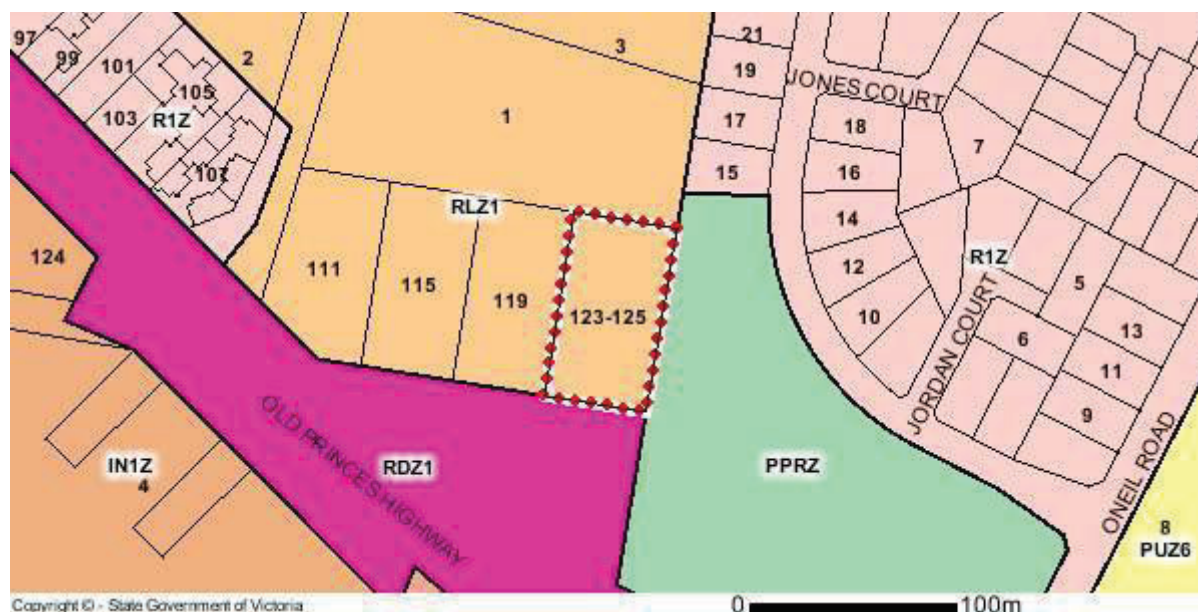 97
99
101
103
105
R1Z
107
2
3
1
21
19
17
15
JONES COURT
18
16
14
12
10
7
RLZ1
111
115
119
123-125
124
R1Z
5
6
13
11
9
JORDAN COURT
ONEIL ROAD
OLD PRINCES HIGHWAY
IN1Z
4
RDZ1
PPRZ
8
PUZ6
Copyright © - State Government of Victoria
0 100m